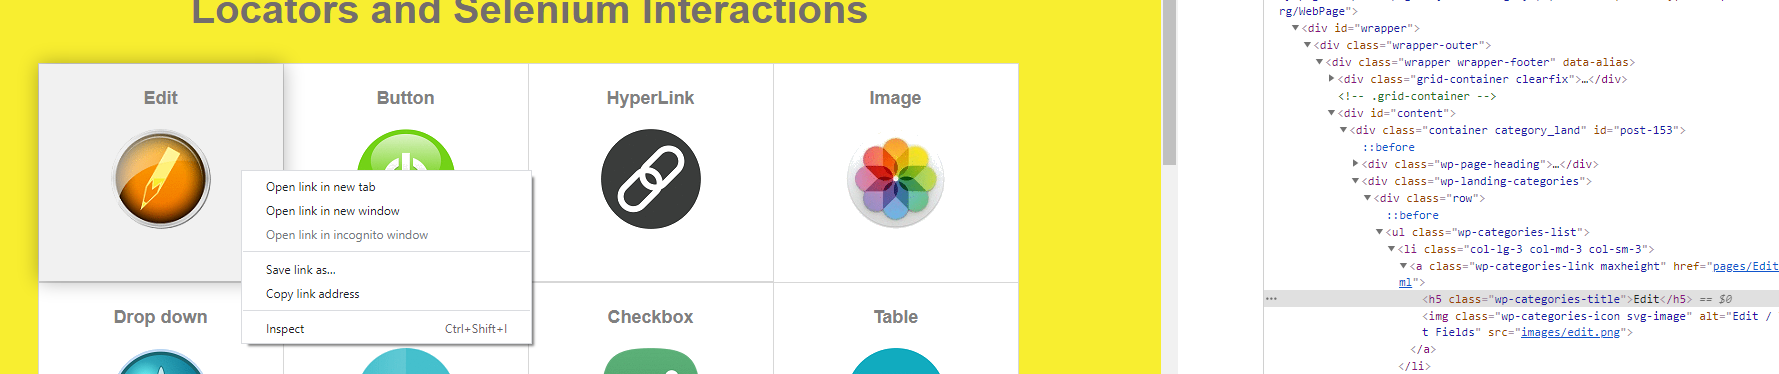 Locators and Selenium Interactions
Edit
Button
HyperLink
Image
Open link in new tab
Open link in new window
Open link in incognito window
Save link as...
Copy link address
Inspect Ctrl+Shift+I
Drop down
Checkbox
Table
rg/WebPage">
▼<div id="wrapper">
▼<div class="wrapper-outer">
▼<div class="wrapper wrapper-footer" data-alias>
▶<div class="grid-container clearfix">…</div>
<!-- .grid-container -->
▼<div id="content">
▼<div class="container category_land" id="post-153">
::before
▶<div class="wp-page-heading">…</div>
▼<div class="wp-landing-categories">
▼<div class="row">
::before
▼<ul class="wp-categories-list">
▼<li class="col-lg-3 col-md-3 col-sm-3">
▼<a class="wp-categories-link maxheight" href="pages/Edit
ml">
… <h5 class="wp-categories-title">Edit</h5> == $0
<img class="wp-categories-icon svg-image" alt="Edit /
t Fields" src="images/edit.png">
</a>
</li>